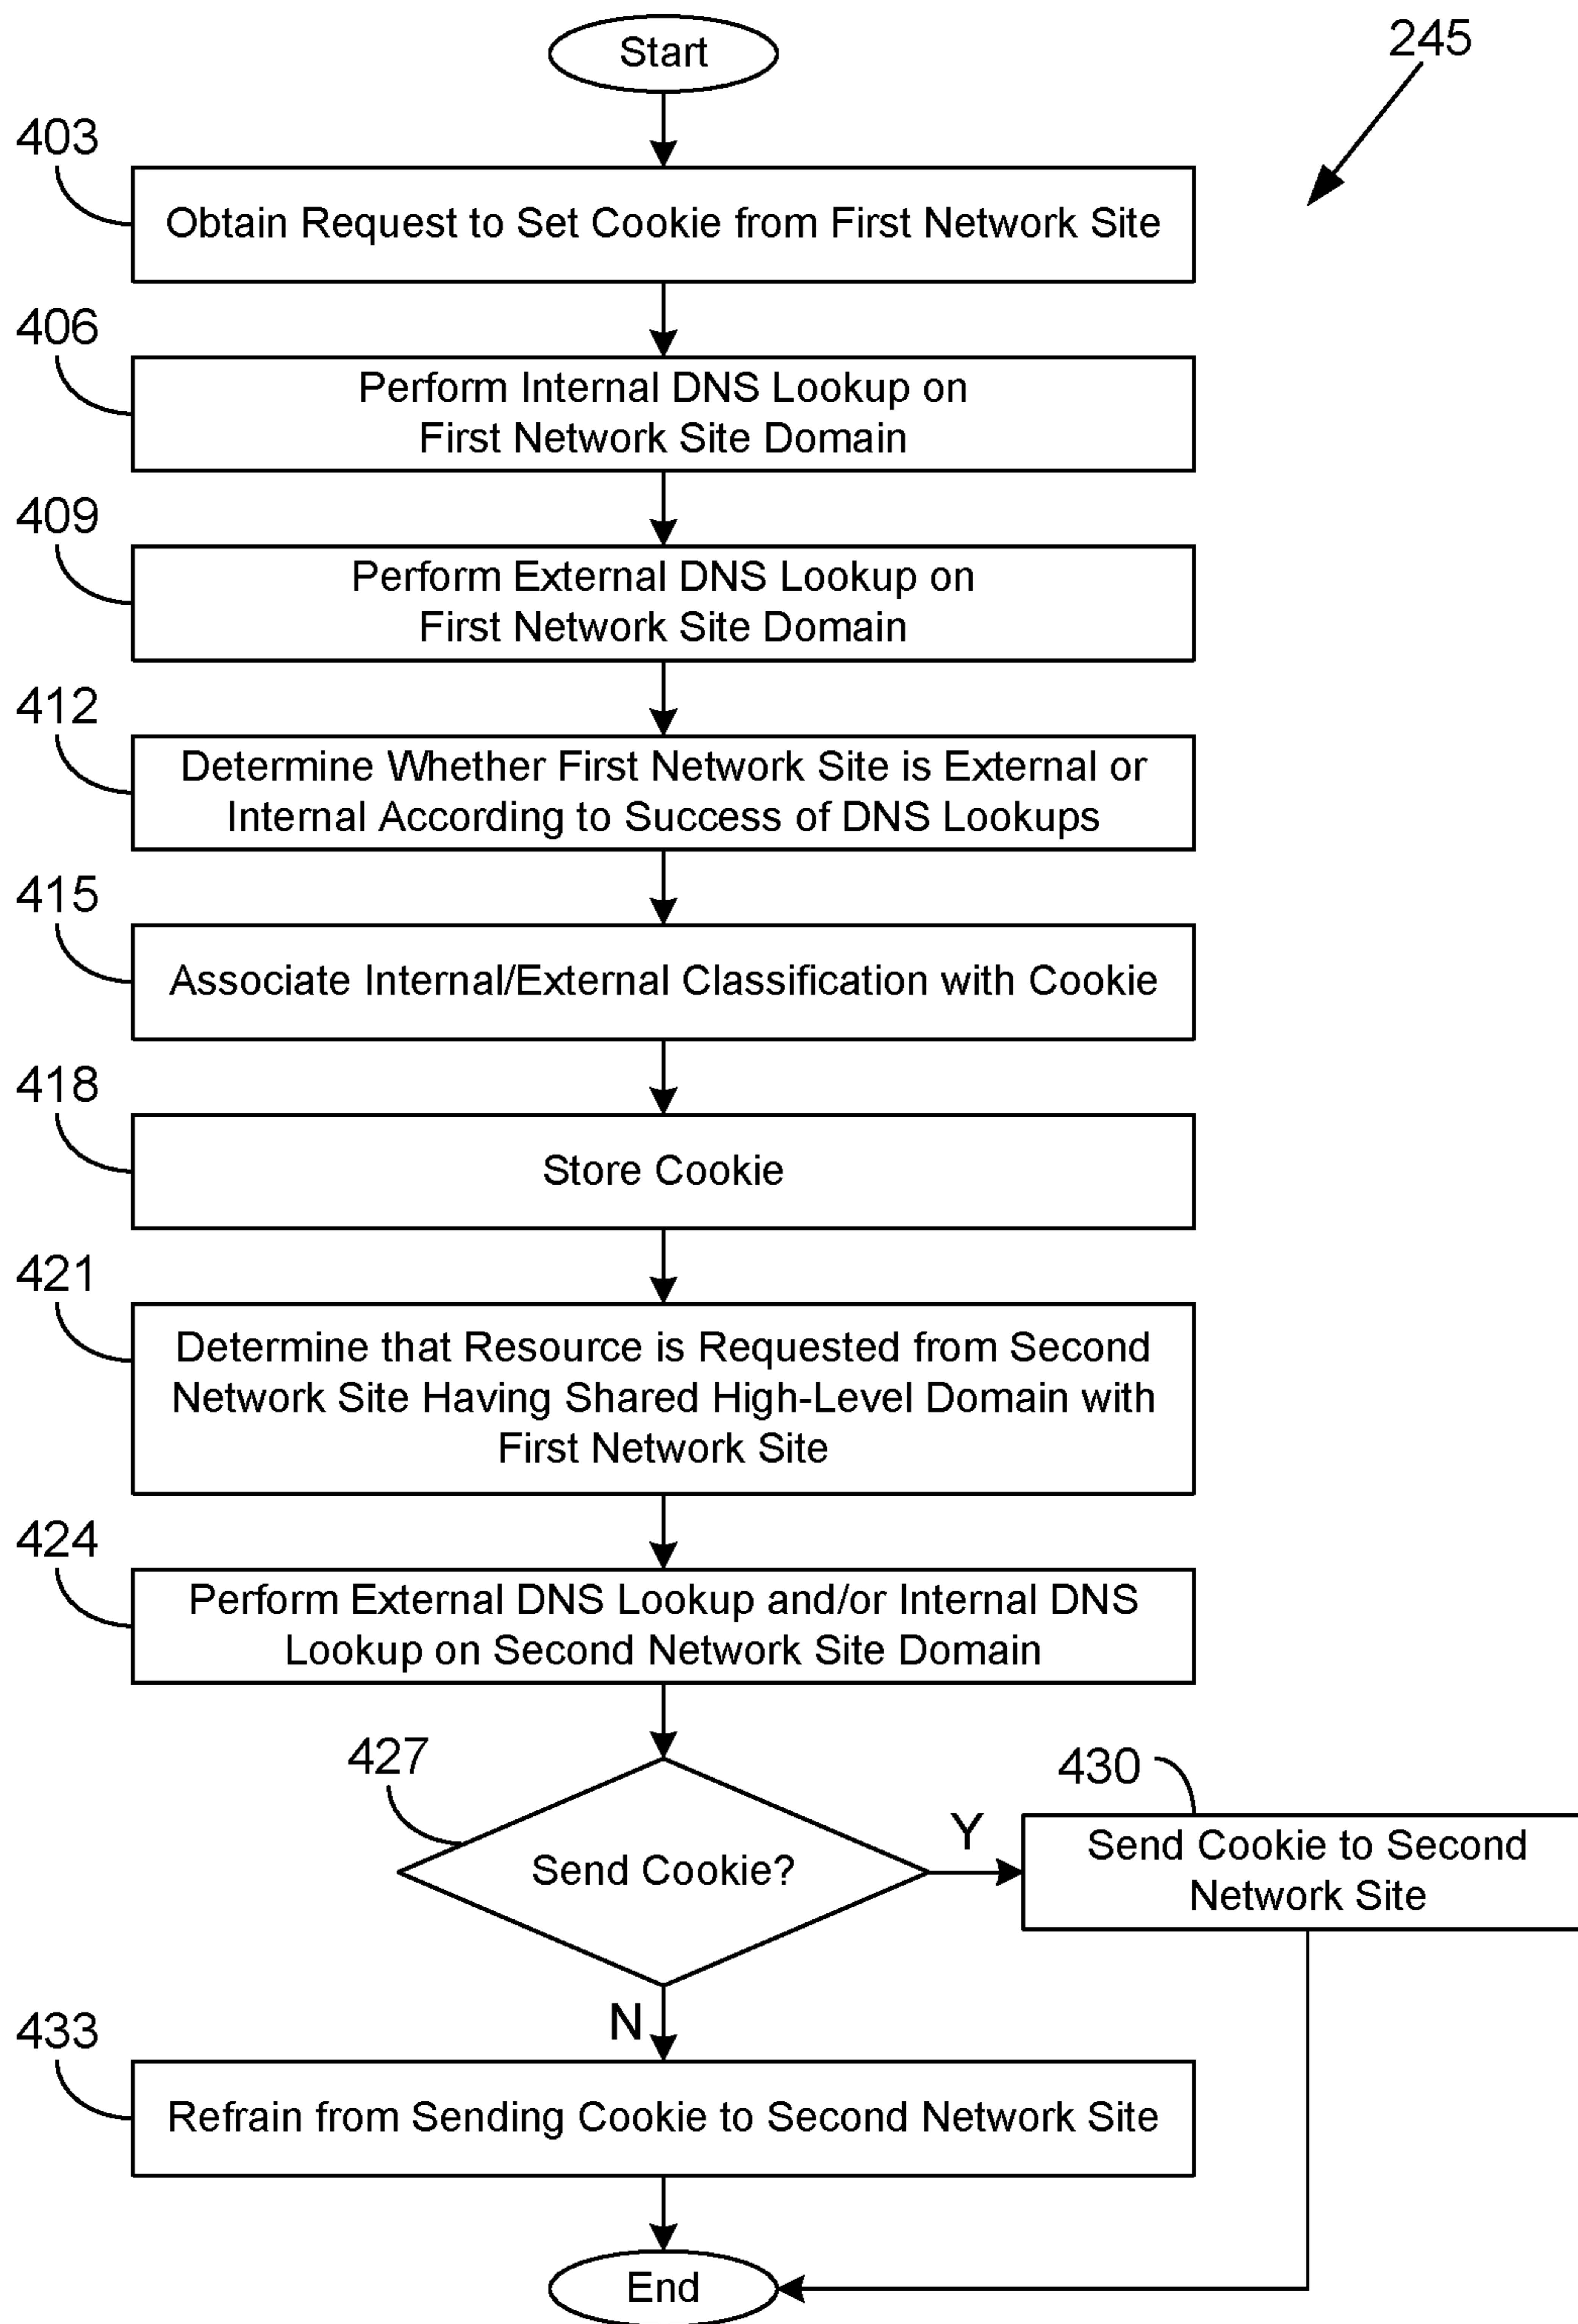 Start
245
403
Obtain Request to Set Cookie from First Network Site
406
Perform Internal DNS Lookup on
First Network Site Domain
409
Perform External DNS Lookup on
First Network Site Domain
412
Determine Whether First Network Site is External or
Internal According to Success of DNS Lookups
415
Associate Internal/External Classification with Cookie
418
Store Cookie
421
Determine that Resource is Requested from Second
Network Site Having Shared High-Level Domain with
First Network Site
424
Perform External DNS Lookup and/or Internal DNS
Lookup on Second Network Site Domain
427
Send Cookie?
Y
430
Send Cookie to Second
Network Site
N
433
Refrain from Sending Cookie to Second Network Site
End